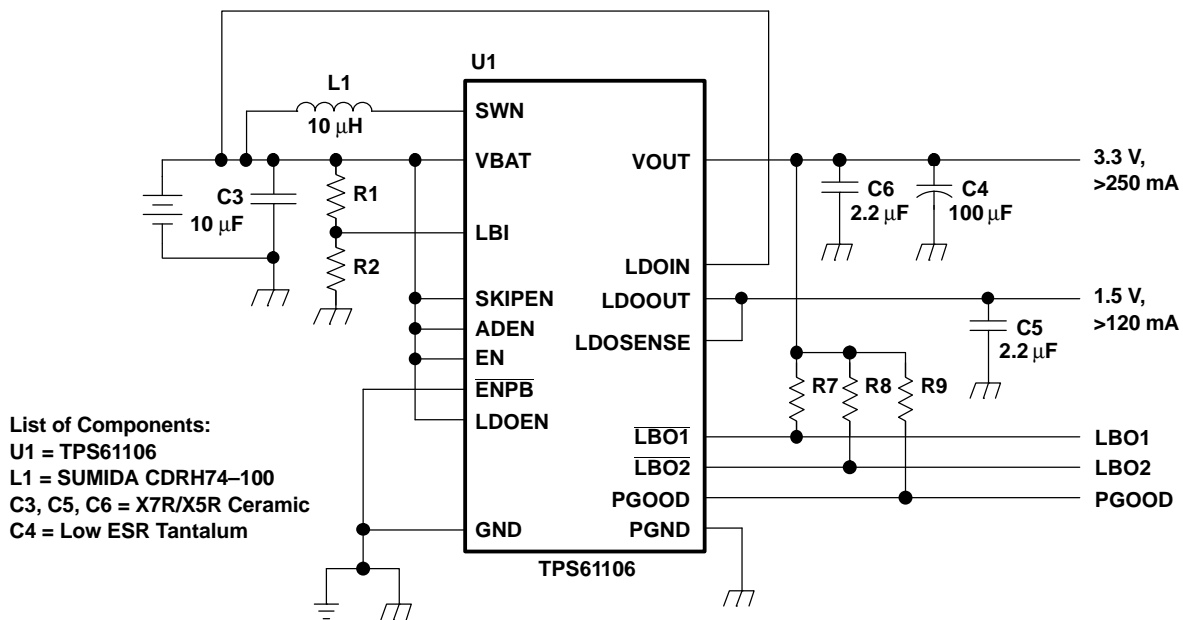 U1
L1
10 μH
SWN
VBAT
VOUT
3.3 V,
>250 mA
C3
10 μF
R1
C6
2.2 μF
C4
100 μF
LBI
R2
LDOIN
SKIPEN
LDOOUT
1.5 V,
>120 mA
ADEN
LDOSENSE
C5
2.2 μF
EN
ENPB
R7
R8
R9
LDOEN
List of Components:
U1 = TPS61106
L1 = SUMIDA CDRH74–100
C3, C5, C6 = X7R/X5R Ceramic
C4 = Low ESR Tantalum
LBO1
LBO1
LBO2
LBO2
PGOOD
PGOOD
GND
PGND
TPS61106